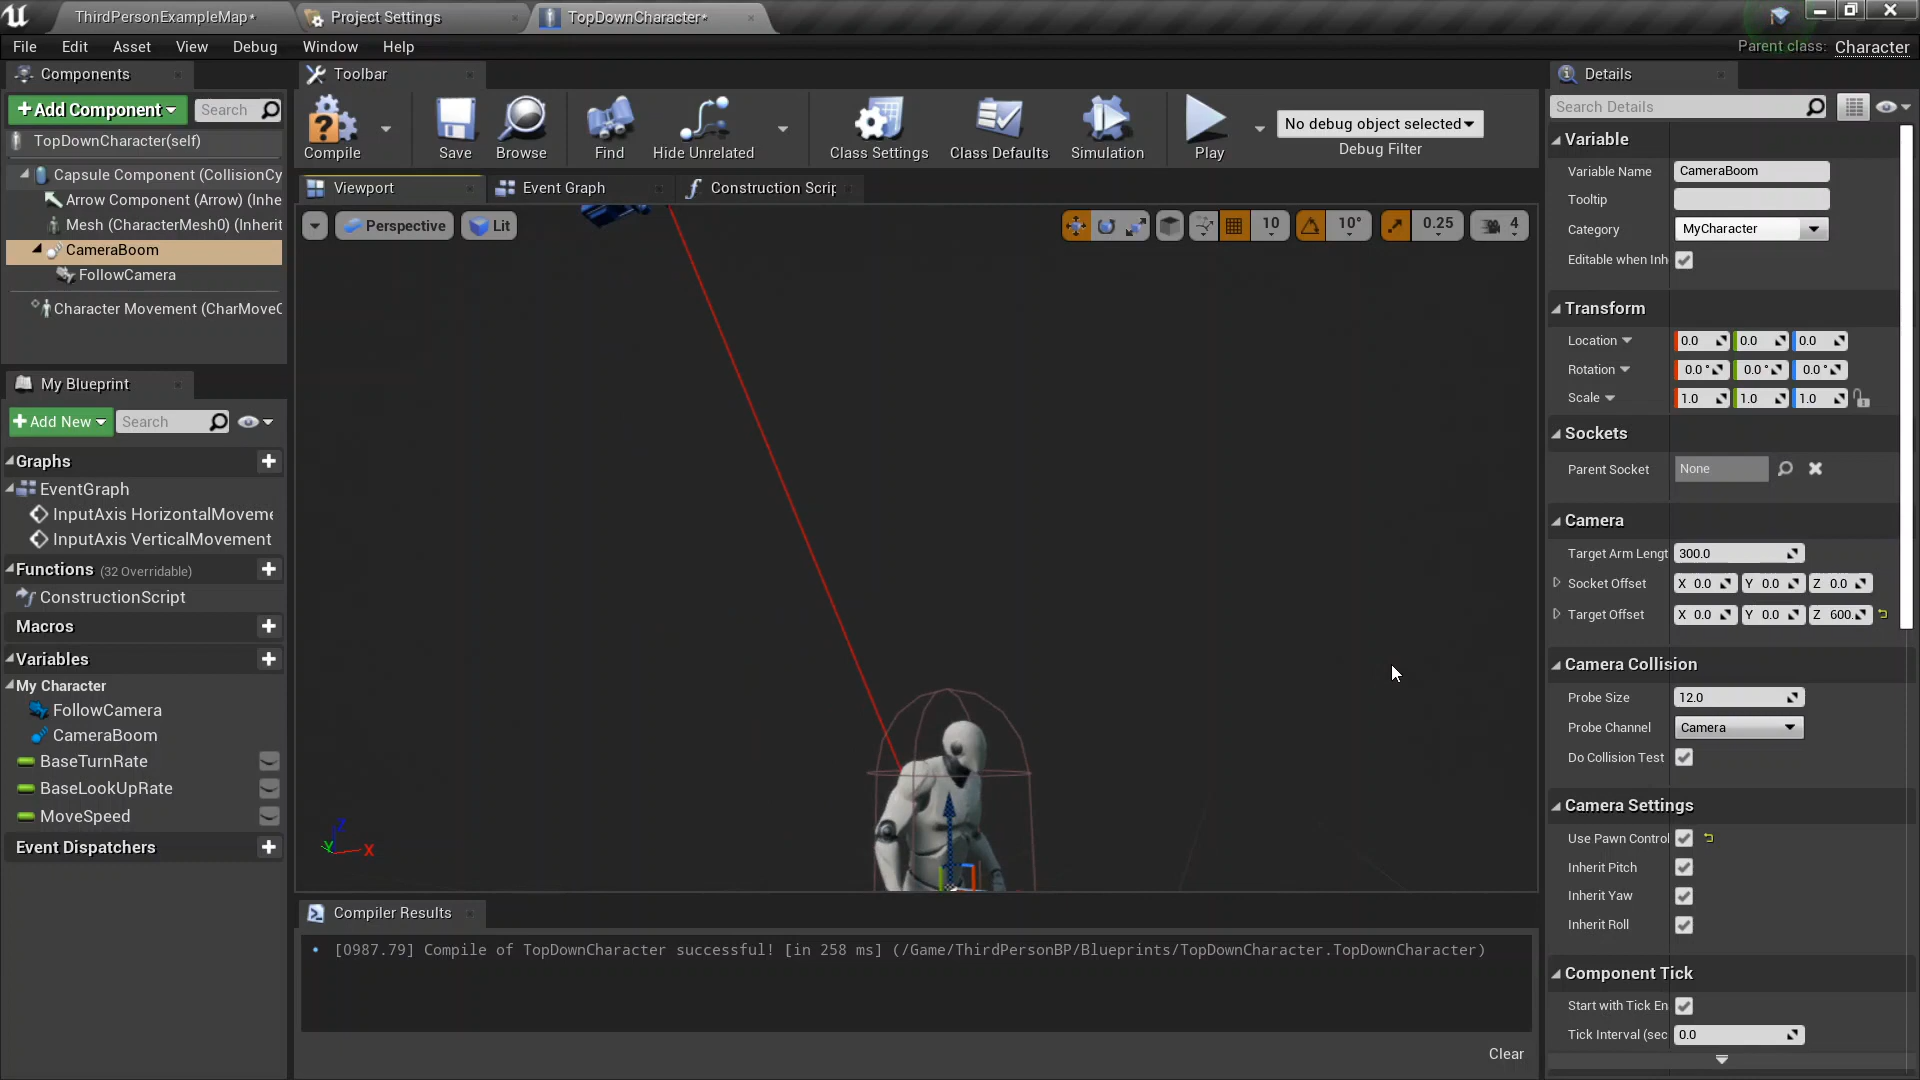 ThirdPersonExampleMap*
Project Settings
TopDownCharacter*
File Edit Asset View Debug Window Help
Parent class: Character
Components
Add Component
Search
TopDownCharacter(self)
Capsule Component (CollisionCy
Arrow Component (Arrow) (Inhe
Mesh (CharacterMesh0) (Inherit
CameraBoom
FollowCamera
Character Movement (CharMoveC
My Blueprint
Add New
Search
Graphs
EventGraph
InputAxis HorizontalMoveme
InputAxis VerticalMovement
Functions (32 Overridable)
ConstructionScript
Macros
Variables
My Character
FollowCamera
CameraBoom
BaseTurnRate
BaseLookUpRate
MoveSpeed
Event Dispatchers
Toolbar
Compile Save Browse Find Hide Unrelated Class Settings Class Defaults Simulation Play
No debug object selected
Debug Filter
Viewport
Event Graph
Construction Scrip
Perspective
Lit
10 10° 0.25 4
Z
Y
X
Compiler Results
[0987.79] Compile of TopDownCharacter successful! [in 258 ms] (/Game/ThirdPersonBP/Blueprints/TopDownCharacter.TopDownCharacter)
Clear
Details
Search Details
Variable
Variable Name CameraBoom
Tooltip
Category MyCharacter
Editable when Inh
Transform
Location 0.0 0.0 0.0
Rotation 0.0 ° 0.0 ° 0.0 °
Scale 1.0 1.0 1.0
Sockets
Parent Socket None
Camera
Target Arm Lengt 300.0
Socket Offset X 0.0 Y 0.0 Z 0.0
Target Offset X 0.0 Y 0.0 Z 600.
Camera Collision
Probe Size 12.0
Probe Channel Camera
Do Collision Test
Camera Settings
Use Pawn Control
Inherit Pitch
Inherit Yaw
Inherit Roll
Component Tick
Start with Tick En
Tick Interval (sec 0.0